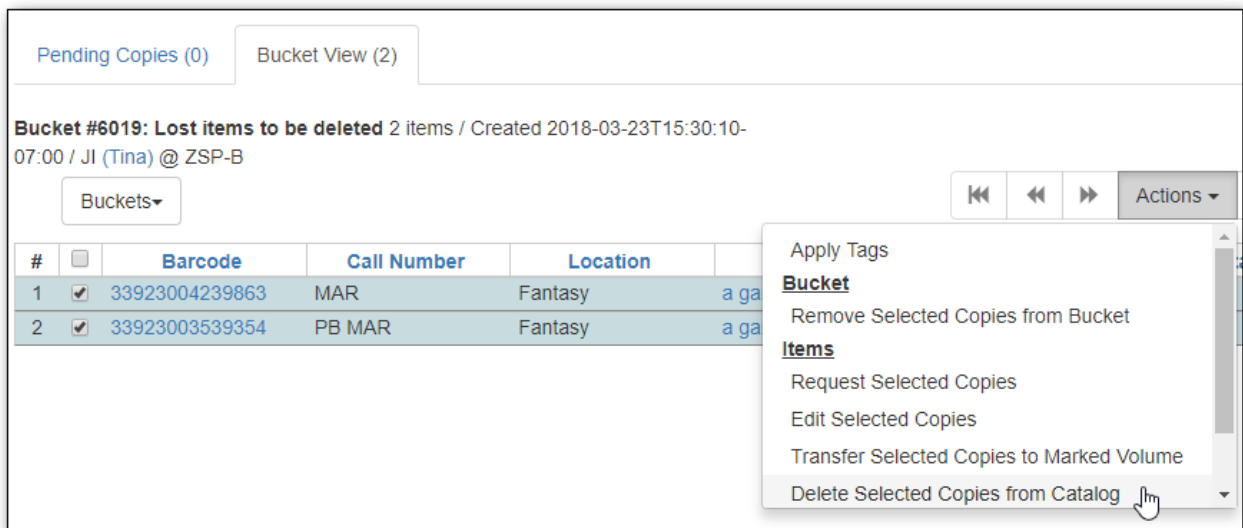 Pending Copies (0) Bucket View (2)
Bucket #6019: Lost items to be deleted 2 items / Created 2018-03-23T15:30:10-
07:00 / JI (Tina) @ ZSP-B
Buckets
Actions
# Barcode Call Number Location
1 33923004239863 MAR Fantasy a ga
2 33923003539354 PB MAR Fantasy a ga
Apply Tags
Bucket
Remove Selected Copies from Bucket
Items
Request Selected Copies
Edit Selected Copies
Transfer Selected Copies to Marked Volume
Delete Selected Copies from Catalog